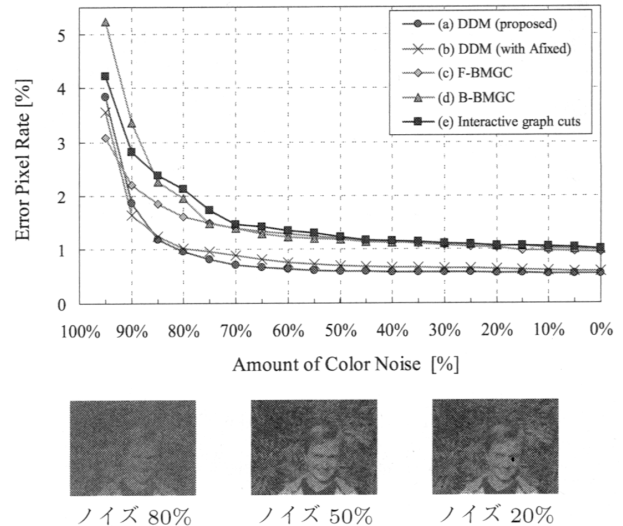 5
4
3
2
1
0
Error Pixel Rate [%]
(a) DDM (proposed)
(b) DDM (with Afixed)
(c) F-BMGC
(d) B-BMGC
(e) Interactive graph cuts
100% 90% 80% 70% 60% 50% 40% 30% 20% 10% 0%
Amount of Color Noise [%]
ノイズ 80% ノイズ 50% ノイズ 20%